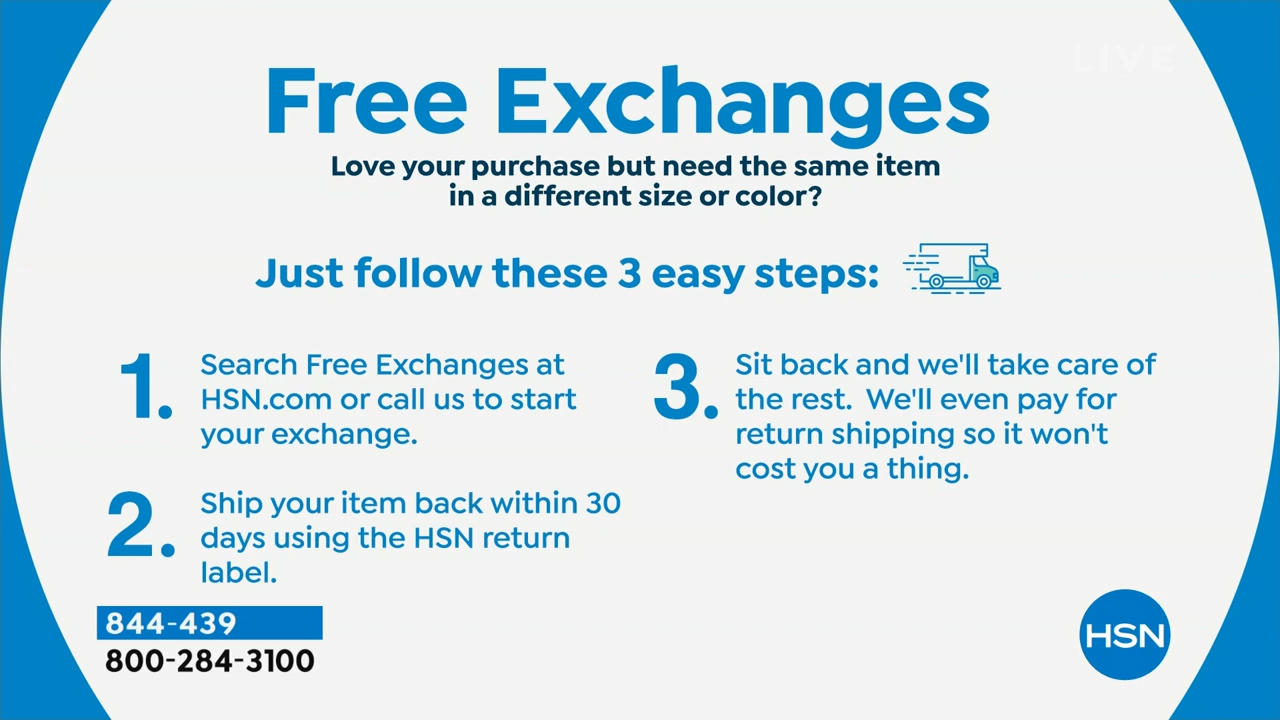 LIVE
Free Exchanges
Love your purchase but need the same item
in a different size or color?
Just follow these 3 easy steps:
1. Search Free Exchanges at
HSN.com or call us to start
your exchange.
2. Ship your item back within 30
days using the HSN return
label.
3. Sit back and we'll take care of
the rest. We'll even pay for
return shipping so it won't
cost you a thing.
844-439
800-284-3100
HSN